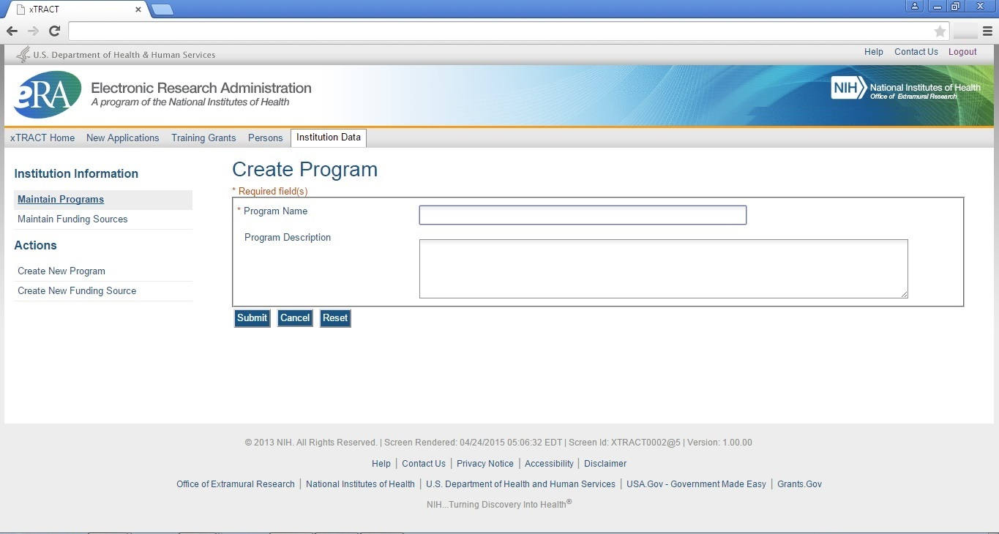 xTRACT
U.S. Department of Health & Human Services
Help Contact Us Logout
eRA
Electronic Research Administration
A program of the National Institutes of Health
NIH
National Institutes of Health
Office of Extramural Research
xTRACT Home New Applications Training Grants Persons Institution Data
Institution Information
Maintain Programs
Maintain Funding Sources
Actions
Create New Program
Create New Funding Source
Create Program
* Required field(s)
* Program Name
Program Description
Submit Cancel Reset
© 2013 NIH. All Rights Reserved. | Screen Rendered: 04/24/2015 05:06:32 EDT | Screen Id: XTRACT0002@5 | Version: 1.00.00
Help | Contact Us | Privacy Notice | Accessibility | Disclaimer
Office of Extramural Research | National Institutes of Health | U.S. Department of Health and Human Services | USA.Gov - Government Made Easy | Grants.Gov
NIH...Turning Discovery Into Health®